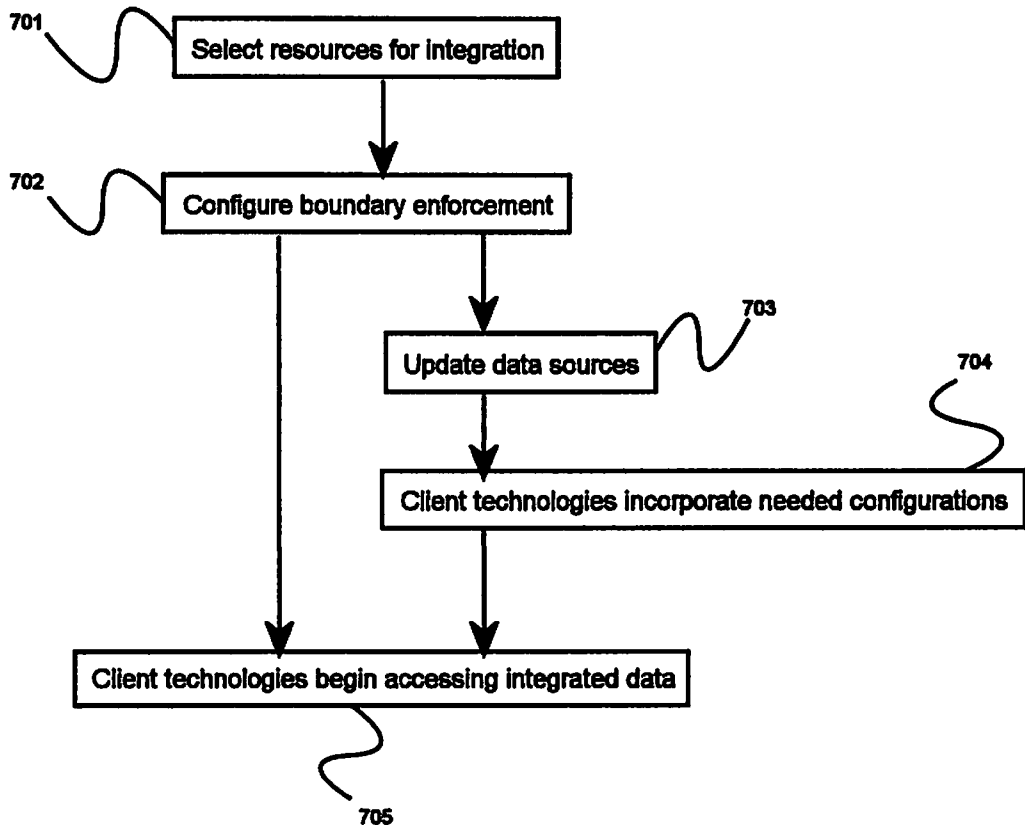 701
Select resources for integration
702
Configure boundary enforcement
703
Update data sources
704
Client technologies incorporate needed configurations
Client technologies begin accessing integrated data
705